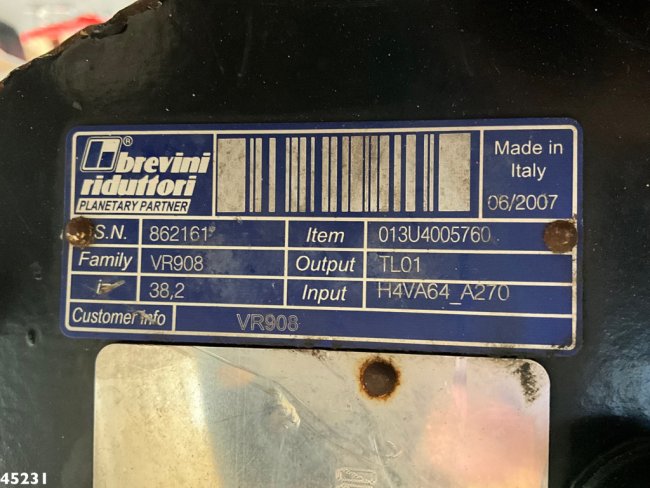 brevini®
riduttori
PLANETARY PARTNER
Made in
Italy
06/2007
S.N. 862161 Item 013U4005760
Family VR908 Output TL01
i= 38,2 Input H4VA64_A270
Customer info VR908
45231